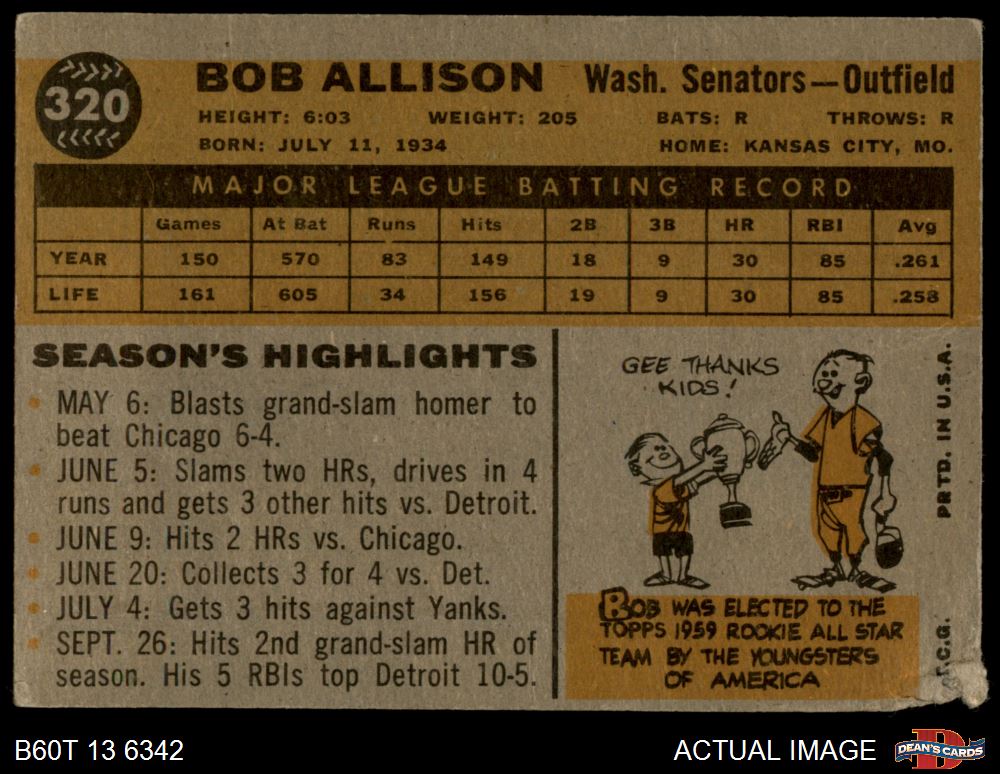 320
BOB ALLISON Wash. Senators—Outfield
HEIGHT: 6:03 WEIGHT: 205 BATS: R THROWS: R
BORN: JULY 11, 1934 HOME: KANSAS CITY, MO.
MAJOR LEAGUE BATTING RECORD
Games At Bat Runs Hits 2B 3B HR RBI Avg
YEAR 150 570 83 149 18 9 30 85 .261
LIFE 161 605 34 156 19 9 30 85 .258
SEASON'S HIGHLIGHTS
MAY 6: Blasts grand-slam homer to
beat Chicago 6-4.
JUNE 5: Slams two HRs, drives in 4
runs and gets 3 other hits vs. Detroit.
JUNE 9: Hits 2 HRs vs. Chicago.
JUNE 20: Collects 3 for 4 vs. Det.
JULY 4: Gets 3 hits against Yanks.
SEPT. 26: Hits 2nd grand-slam HR of
season. His 5 RBIs top Detroit 10-5.
GEE THANKS
KIDS!
BOB WAS ELECTED TO THE
TOPPS 1959 ROOKIE ALL STAR
TEAM BY THE YOUNGSTERS
OF AMERICA
T.C.G. PRTD. IN U.S.A.
B60T 13 6342 ACTUAL IMAGE DEAN'S CARDS